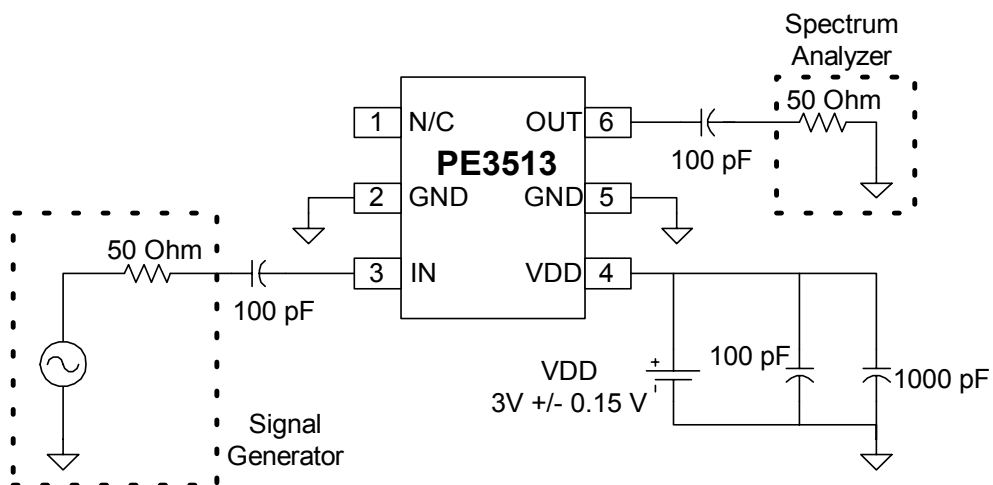 Spectrum
Analyzer
50 Ohm
1 N/C OUT 6
PE3513
100 pF
2 GND GND 5
50 Ohm
3 IN VDD 4
100 pF
VDD
3V +/- 0.15 V
+
-
100 pF
1000 pF
Signal
Generator